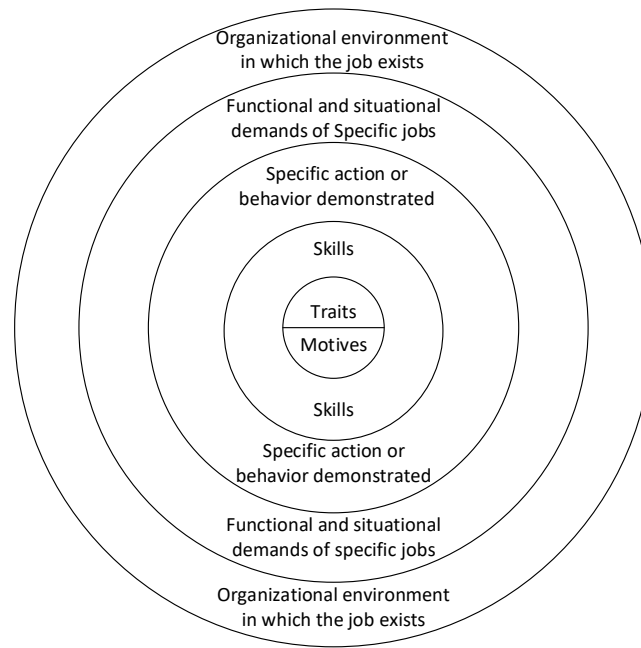 Organizational environment
in which the job exists
Functional and situational
demands of Specific jobs
Specific action or
behavior demonstrated
Skills
Traits
Motives
Skills
Specific action or
behavior demonstrated
Functional and situational
demands of specific jobs
Organizational environment
in which the job exists